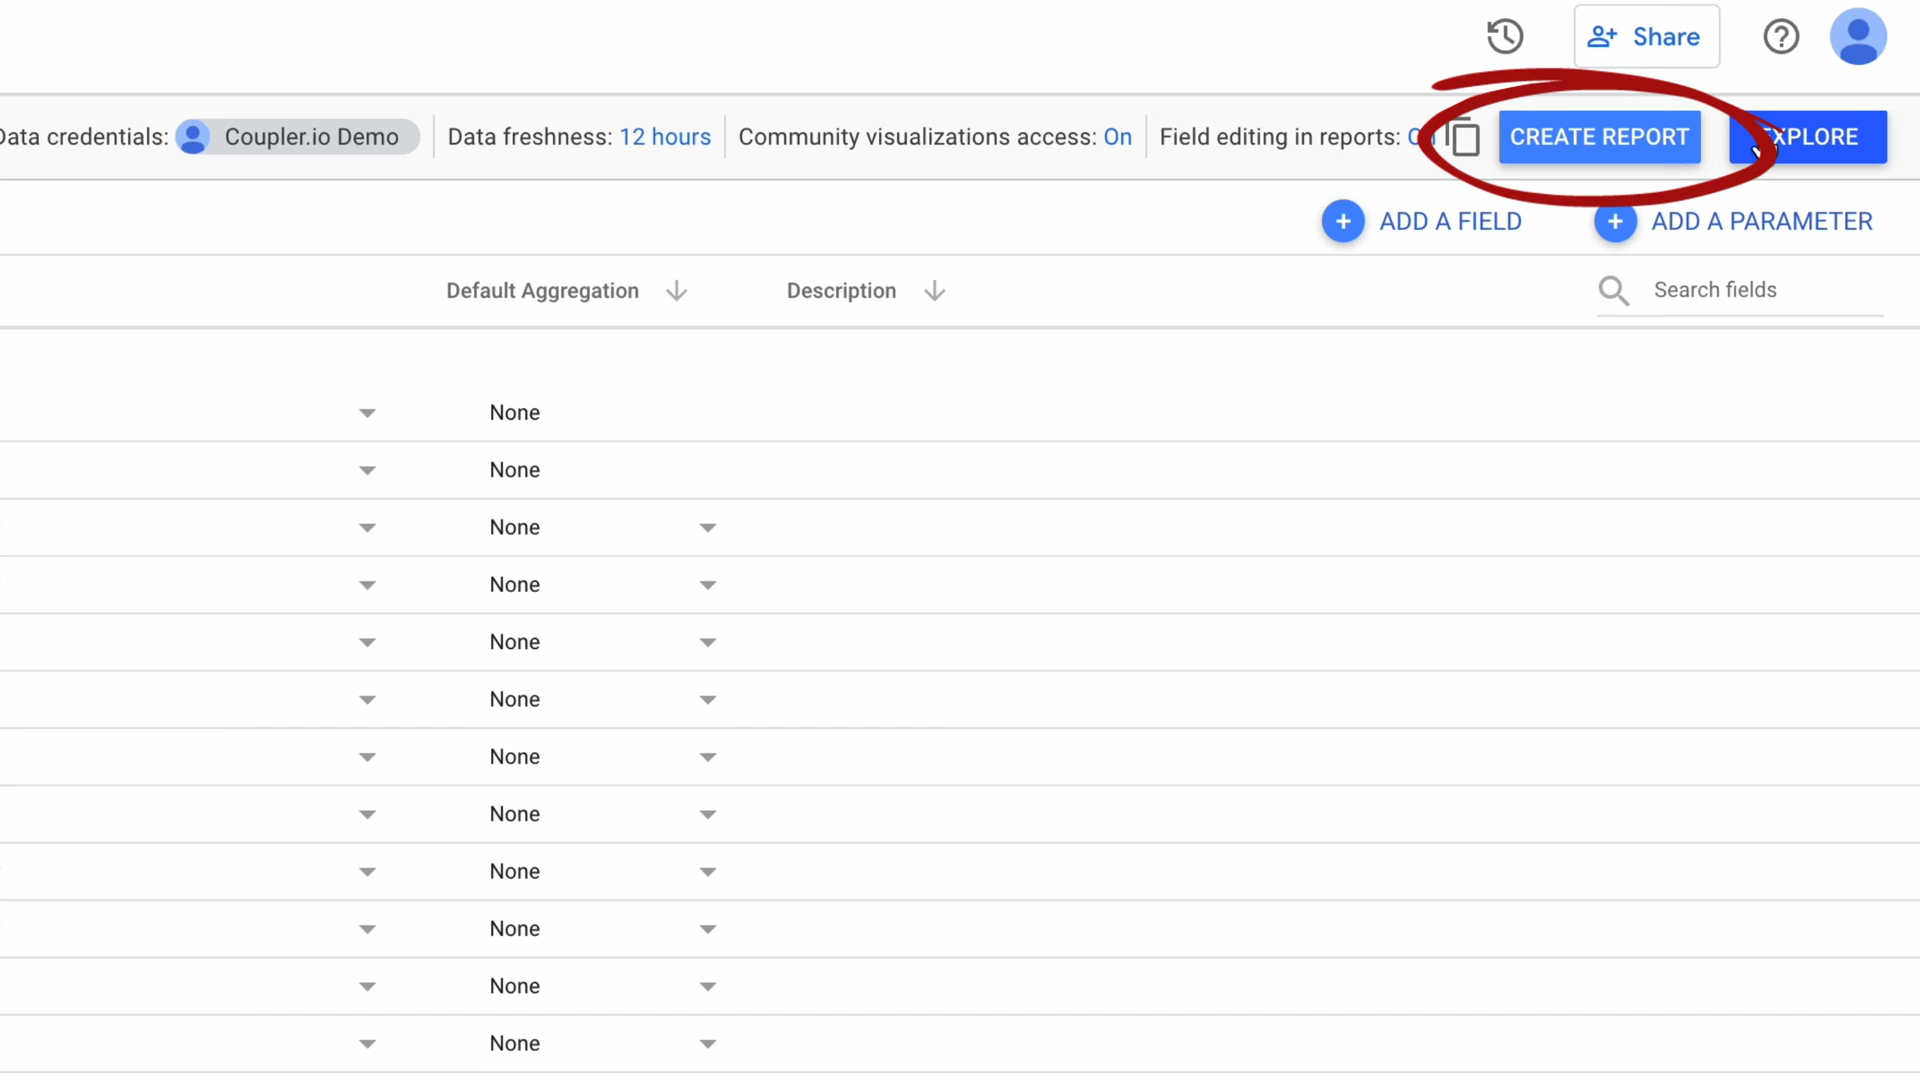 Share
Data credentials: Coupler.io Demo Data freshness: 12 hours Community visualizations access: On Field editing in reports: On CREATE REPORT EXPLORE
ADD A FIELD ADD A PARAMETER
Default Aggregation Description Search fields
None
None
None
None
None
None
None
None
None
None
None
None